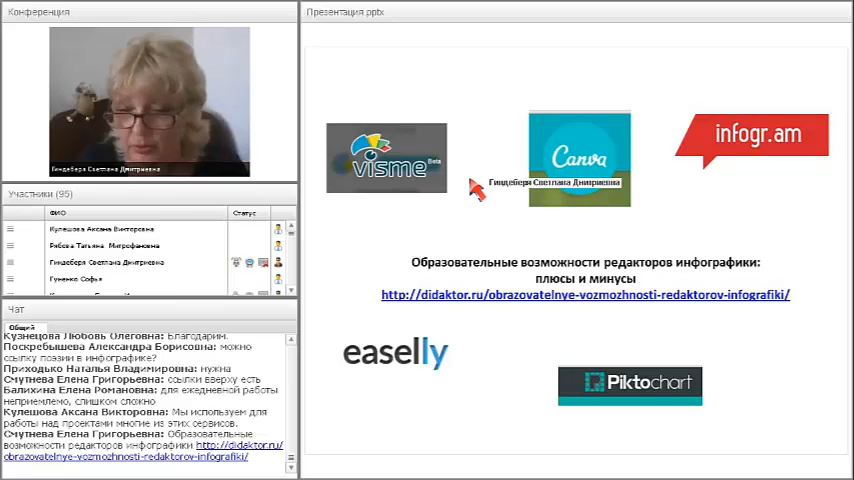 Конференция
Гиндеберя Светлана Дмитриевна
Участники (95)
ФИО
Статус
Кулешова Аксана Викторовна
Рябова Татьяна Митрофановна
Гиндеберя Светлана Дмитриевна
Гуненко Софья
Чат
Общий
Кузнецова Любовь Олеговна: Благодарим.
Поскребышева Александра Борисовна: можно
ссылку поэзии в инфографике?
Приходько Наталья Владимировна: нужна
Смутнева Елена Григорьевна: ссылки вверху есть
Балихина Елена Романовна: для ежедневной работы
неприемлемо, слишком сложно
Кулешова Аксана Викторовна: Мы используем для
работы над проектами многие из этих сервисов.
Смутнева Елена Григорьевна: Образовательные
возможности редакторов инфографики http://didaktor.ru/
obrazovatelnye-vozmozhnosti-redaktorov-infografiki/
Презентация pptx
visme Beta
Canva
Гиндеберя Светлана Дмитриевна
infogr.am
Образовательные возможности редакторов инфографики:
плюсы и минусы
http://didaktor.ru/obrazovatelnye-vozmozhnosti-redaktorov-infografiki/
easelly
Piktochart